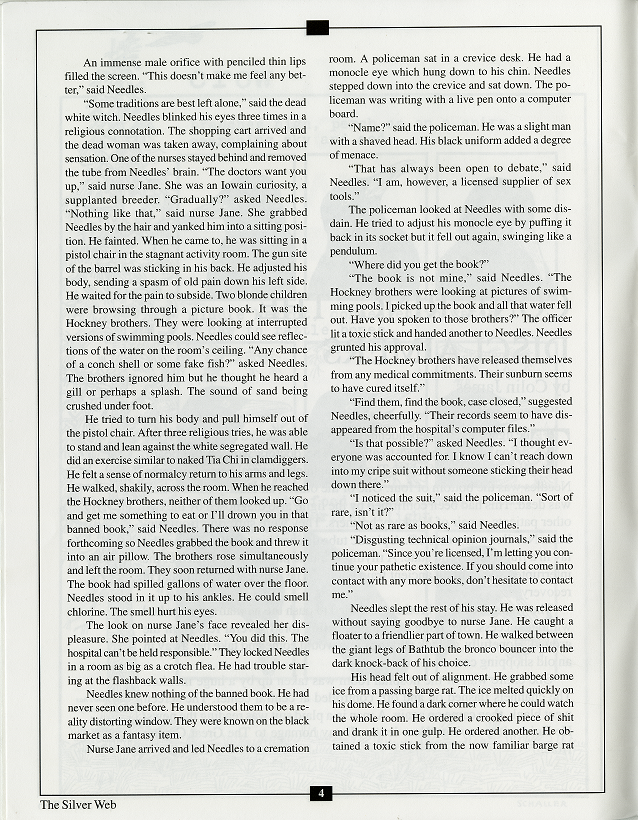 An immense male orifice with penciled thin lips
filled the screen. “This doesn't make me feel any bet-
ter,” said Needles.
“Some traditions are best left alone,” said the dead
white witch. Needles blinked his eyes three times in a
religious connotation. The shopping cart arrived and
the dead woman was taken away, complaining about
sensation. One of the nurses stayed behind and removed
the tube from Needles' brain. “The doctors want you
up,” said nurse Jane. She was an Iowain curiosity, a
supplanted breeder. “Gradually?” asked Needles.
“Nothing like that,” said nurse Jane. She grabbed
Needles by the hair and yanked him into a sitting posi-
tion. He fainted. When he came to, he was sitting in a
pistol chair in the stagnant activity room. The gun site
of the barrel was sticking in his back. He adjusted his
body, sending a spasm of old pain down his left side.
He waited for the pain to subside. Two blonde children
were browsing through a picture book. It was the
Hockney brothers. They were looking at interrupted
versions of swimming pools. Needles could see reflec-
tions of the water on the room's ceiling. “Any chance
of a conch shell or some fake fish?” asked Needles.
The brothers ignored him but he thought he heard a
gill or perhaps a splash. The sound of sand being
crushed under foot.
He tried to turn his body and pull himself out of
the pistol chair. After three religious tries, he was able
to stand and lean against the white segregated wall. He
did an exercise similar to naked Tia Chi in clamdiggers.
He felt a sense of normalcy return to his arms and legs.
He walked, shakily, across the room. When he reached
the Hockney brothers, neither of them looked up. “Go
and get me something to eat or I'll drown you in that
banned book,” said Needles. There was no response
forthcoming so Needles grabbed the book and threw it
into an air pillow. The brothers rose simultaneously
and left the room. They soon returned with nurse Jane.
The book had spilled gallons of water over the floor.
Needles stood in it up to his ankles. He could smell
chlorine. The smell hurt his eyes.
The look on nurse Jane's face revealed her dis-
pleasure. She pointed at Needles. “You did this. The
hospital can't be held responsible.” They locked Needles
in a room as big as a crotch flea. He had trouble star-
ing at the flashback walls.
Needles knew nothing of the banned book. He had
never seen one before. He understood them to be a re-
ality distorting window. They were known on the black
market as a fantasy item.
Nurse Jane arrived and led Needles to a cremation
room. A policeman sat in a crevice desk. He had a
monocle eye which hung down to his chin. Needles
stepped down into the crevice and sat down. The po-
liceman was writing with a live pen onto a computer
board.
“Name?” said the policeman. He was a slight man
with a shaved head. His black uniform added a degree
of menace.
“That has always been open to debate,” said
Needles. “I am, however, a licensed supplier of sex
tools.”
The policeman looked at Needles with some dis-
dain. He tried to adjust his monocle eye by puffing it
back in its socket but it fell out again, swinging like a
pendulum.
“Where did you get the book?”
“The book is not mine,” said Needles. “The
Hockney brothers were looking at pictures of swim-
ming pools. I picked up the book and all that water fell
out. Have you spoken to those brothers?” The officer
lit a toxic stick and handed another to Needles. Needles
grunted his approval.
“The Hockney brothers have released themselves
from any medical commitments. Their sunburn seems
to have cured itself.”
“Find them, find the book, case closed,” suggested
Needles, cheerfully. “Their records seem to have dis-
appeared from the hospital's computer files.”
“Is that possible?” asked Needles. “I thought ev-
eryone was accounted for. I know I can't reach down
into my cripe suit without someone sticking their head
down there.”
“I noticed the suit,” said the policeman. “Sort of
rare, isn't it?”
“Not as rare as books,” said Needles.
“Disgusting technical opinion journals,” said the
policeman. “Since you're licensed, I'm letting you con-
tinue your pathetic existence. If you should come into
contact with any more books, don't hesitate to contact
me.”
Needles slept the rest of his stay. He was released
without saying goodbye to nurse Jane. He caught a
floater to a friendlier part of town. He walked between
the giant legs of Bathtub the bronco bouncer into the
dark knock-back of his choice.
His head felt out of alignment. He grabbed some
ice from a passing barge rat. The ice melted quickly on
his dome. He found a dark corner where he could watch
the whole room. He ordered a crooked piece of shit
and drank it in one gulp. He ordered another. He ob-
tained a toxic stick from the now familiar barge rat
4
The Silver Web